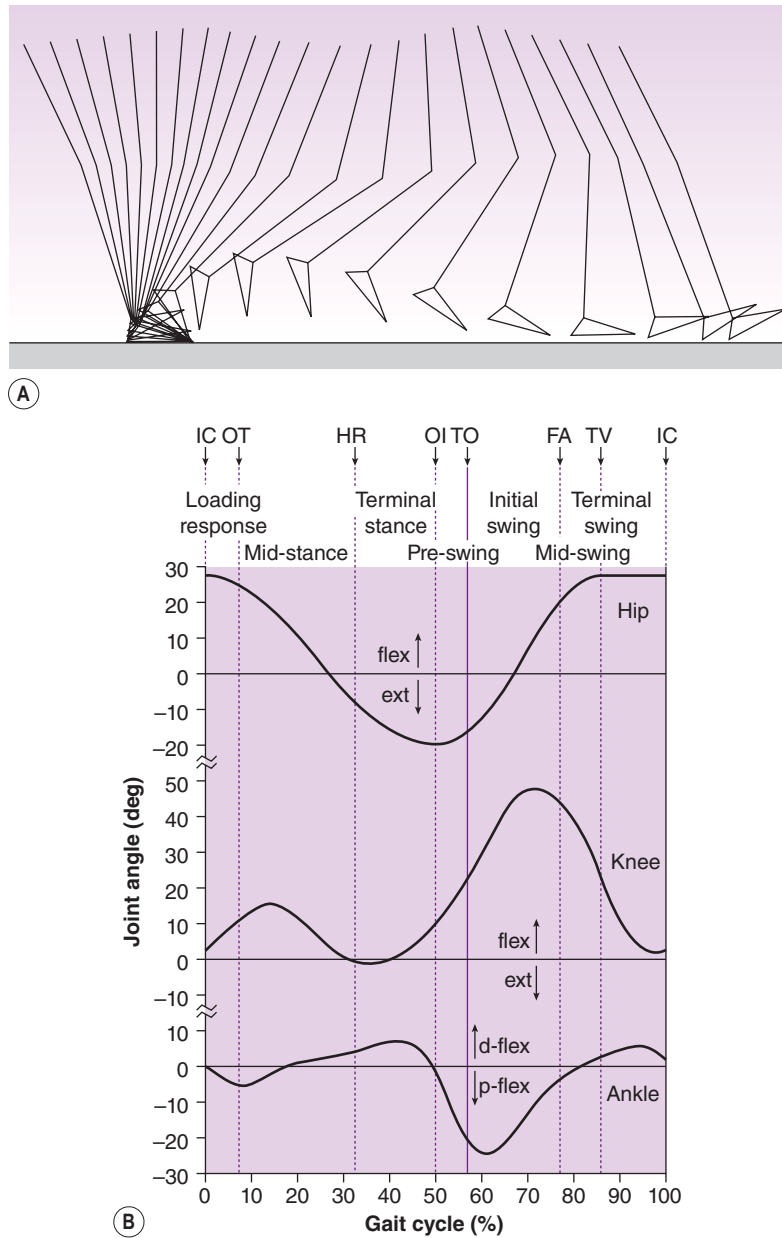 A
IC OT HR OI TO FA TV IC
Loading response
Terminal stance
Initial swing
Terminal swing
Mid-stance
Pre-swing
Mid-swing
30
20
10
0
–10
–20
flex
ext
Hip
50
40
30
20
10
0
–10
flex
ext
Knee
10
0
–10
–20
–30
d-flex
p-flex
Ankle
Joint angle (deg)
0 10 20 30 40 50 60 70 80 90 100
Gait cycle (%)
B